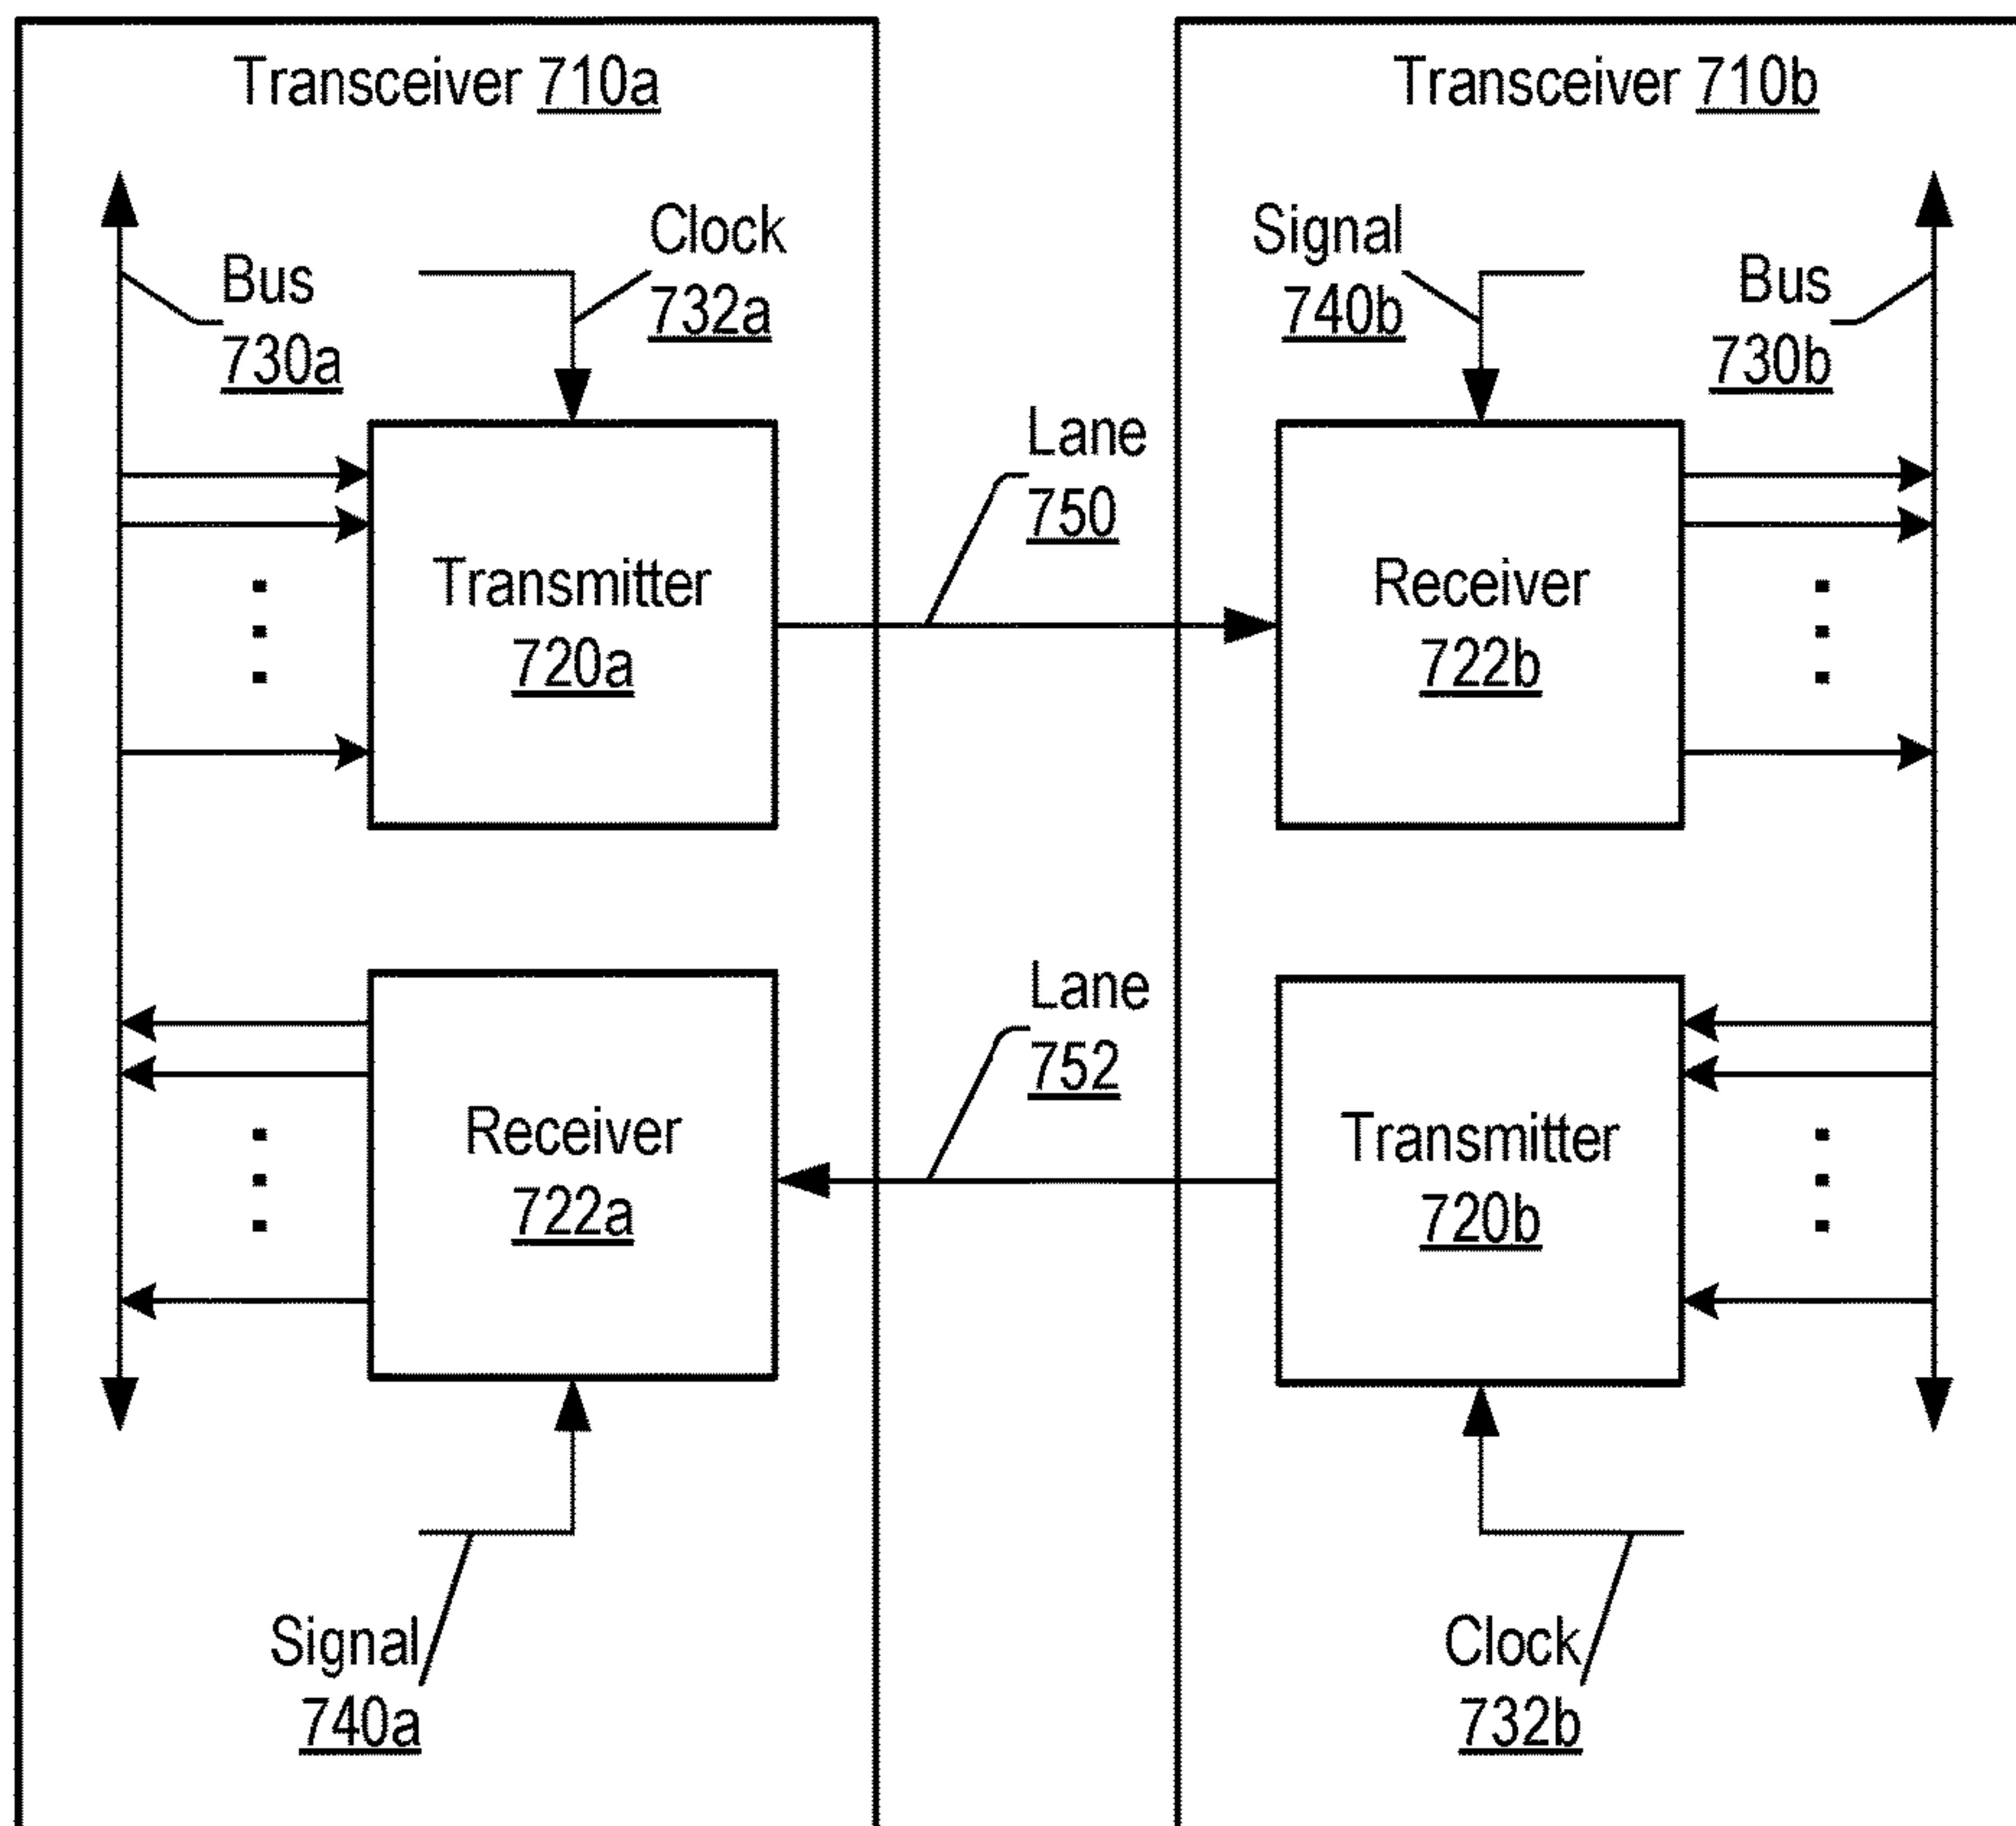 Transceiver 710a
Transceiver 710b
Clock
732a
Signal
740b
Bus
730a
Bus
730b
Lane
750
Transmitter
720a
Receiver
722b
Lane
752
Receiver
722a
Transmitter
720b
Signal
740a
Clock
732b